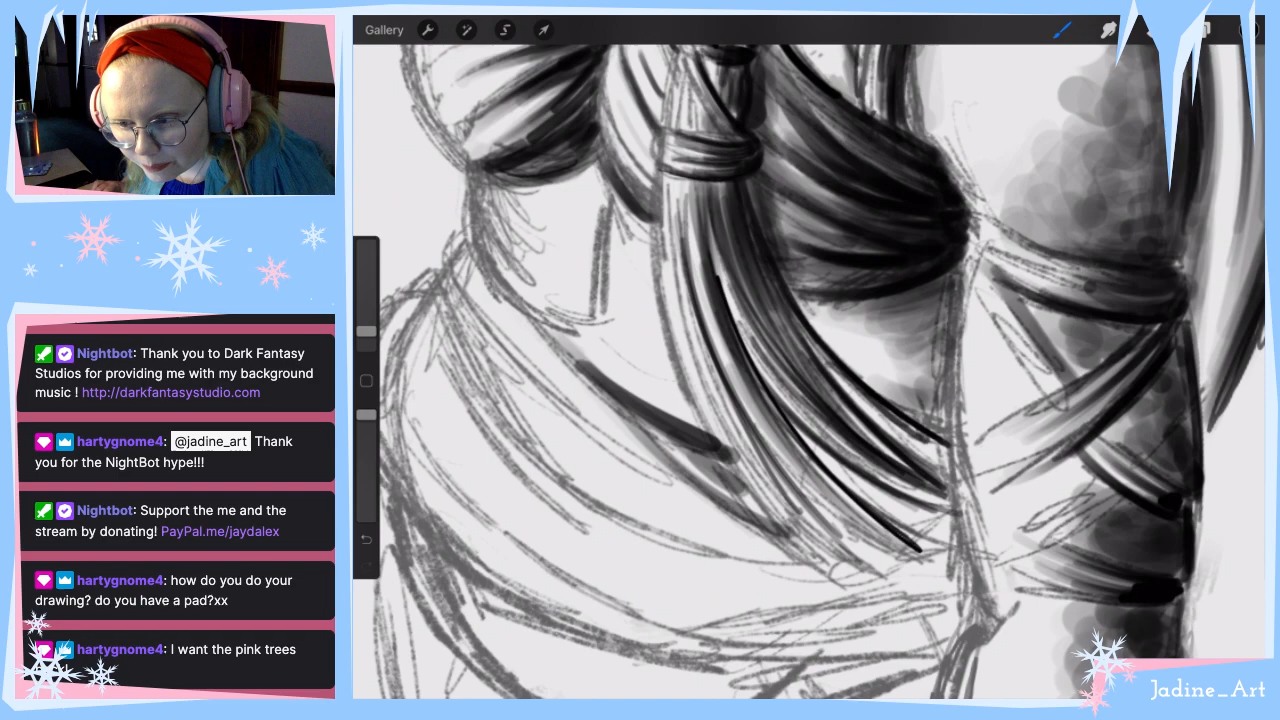 Gallery
Nightbot: Thank you to Dark Fantasy
Studios for providing me with my background
music ! http://darkfantasystudio.com
hartygnome4: @jadine_art Thank
you for the NightBot hype!!!
Nightbot: Support the me and the
stream by donating! PayPal.me/jaydalex
hartygnome4: how do you do your
drawing? do you have a pad?xx
hartygnome4: I want the pink trees
Jadine_Art